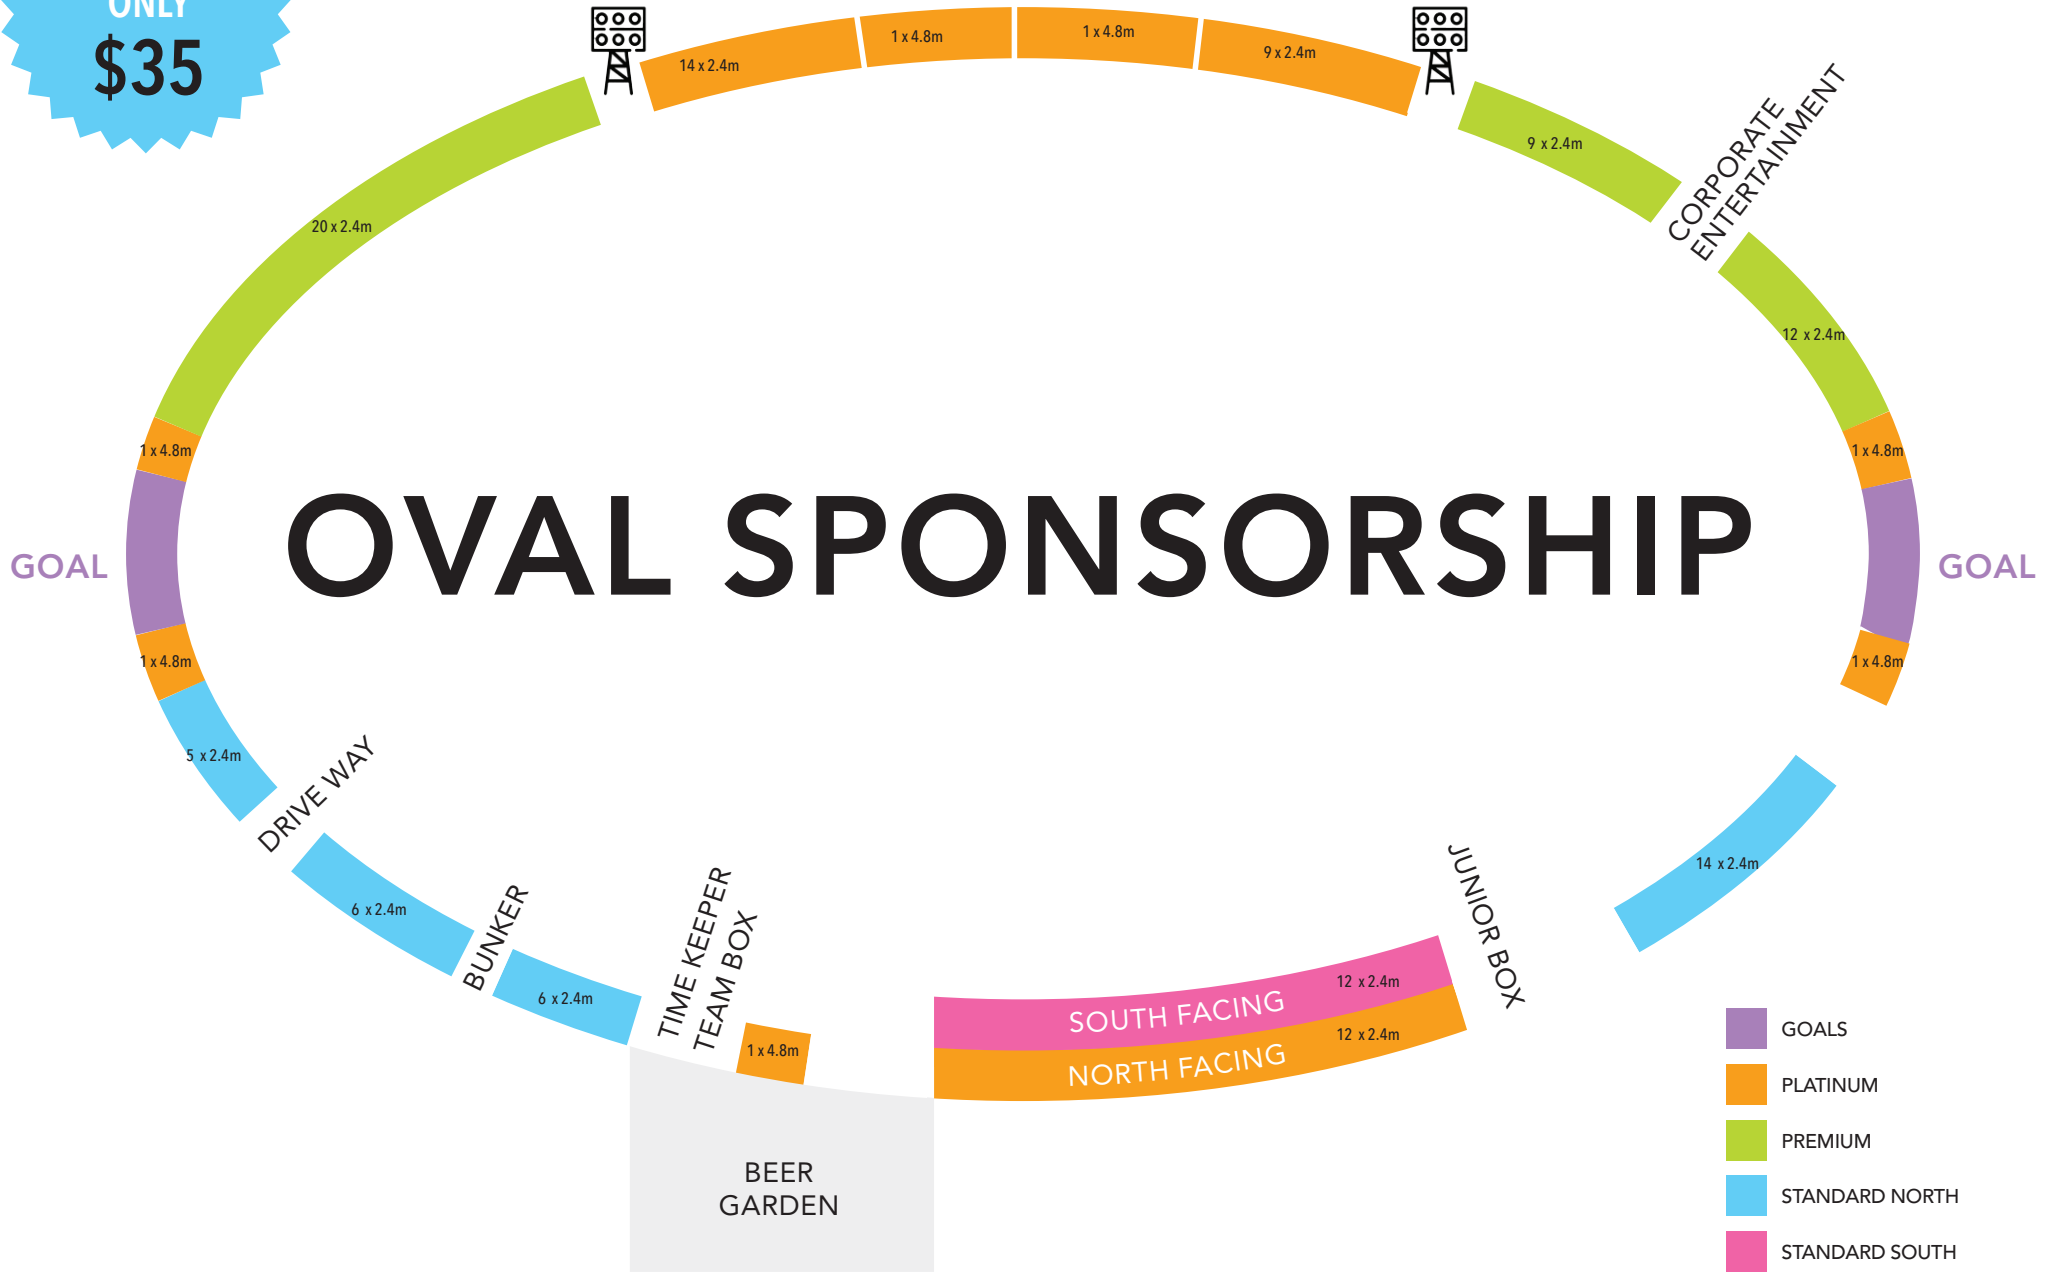 ONLY
$35
14 x 2.4m
1 x 4.8m
1 x 4.8m
9 x 2.4m
9 x 2.4m
CORPORATE
ENTERTAINMENT
20 x 2.4m
12 x 2.4m
1 x 4.8m
1 x 4.8m
OVAL SPONSORSHIP
GOAL
GOAL
1 x 4.8m
1 x 4.8m
5 x 2.4m
DRIVE WAY
14 x 2.4m
6 x 2.4m
BUNKER
6 x 2.4m
TIME KEEPER
TEAM BOX
1 x 4.8m
JUNIOR BOX
12 x 2.4m
SOUTH FACING
12 x 2.4m
NORTH FACING
BEER
GARDEN
GOALS
PLATINUM
PREMIUM
STANDARD NORTH
STANDARD SOUTH